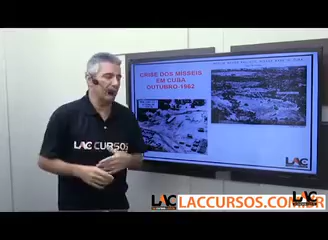 CRISE DOS MÍSSEIS
EM CUBA
OUTUBRO-1962
LAC CURSOS
LAC
LAC
LACCURSOS.COM.BR
LAC